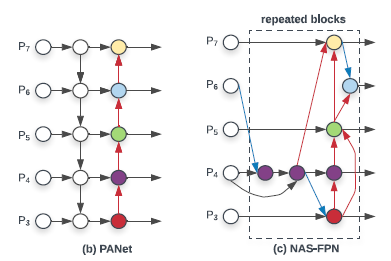 repeated blocks
P7
P6
P5
P4
P3
P7
P6
P5
P4
P3
(b) PANet
(c) NAS-FPN